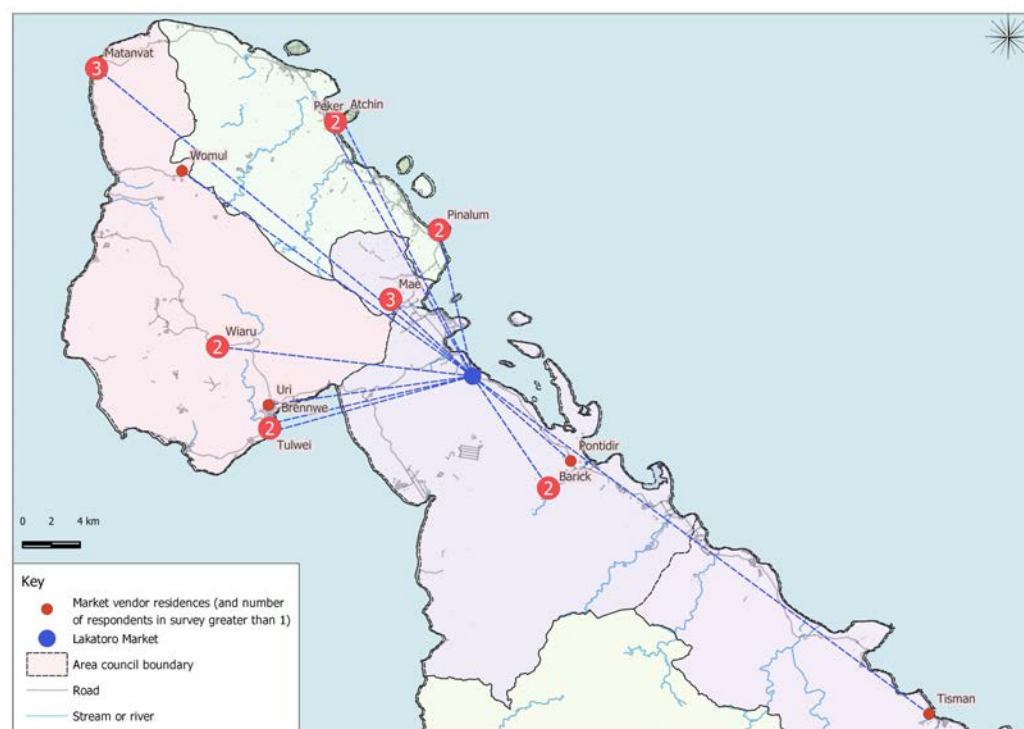 Matanvat
3
Peker Atchin
2
Womul
Pinalum
2
Mae
3
Wiaru
2
Uri
Brennwe
2
Tulwei
Pontidir
Barick
2
Tisman
0 2 4 km
Key
Market vendor residences (and number
of respondents in survey greater than 1)
Lakatoro Market
Area council boundary
Road
Stream or river